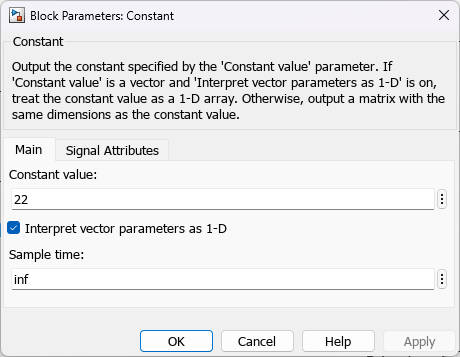 Block Parameters: Constant
Constant
Output the constant specified by the 'Constant value' parameter. If
'Constant value' is a vector and 'Interpret vector parameters as 1-D' is on,
treat the constant value as a 1-D array. Otherwise, output a matrix with the
same dimensions as the constant value.
Main Signal Attributes
Constant value:
22
Interpret vector parameters as 1-D
Sample time:
inf
OK Cancel Help Apply